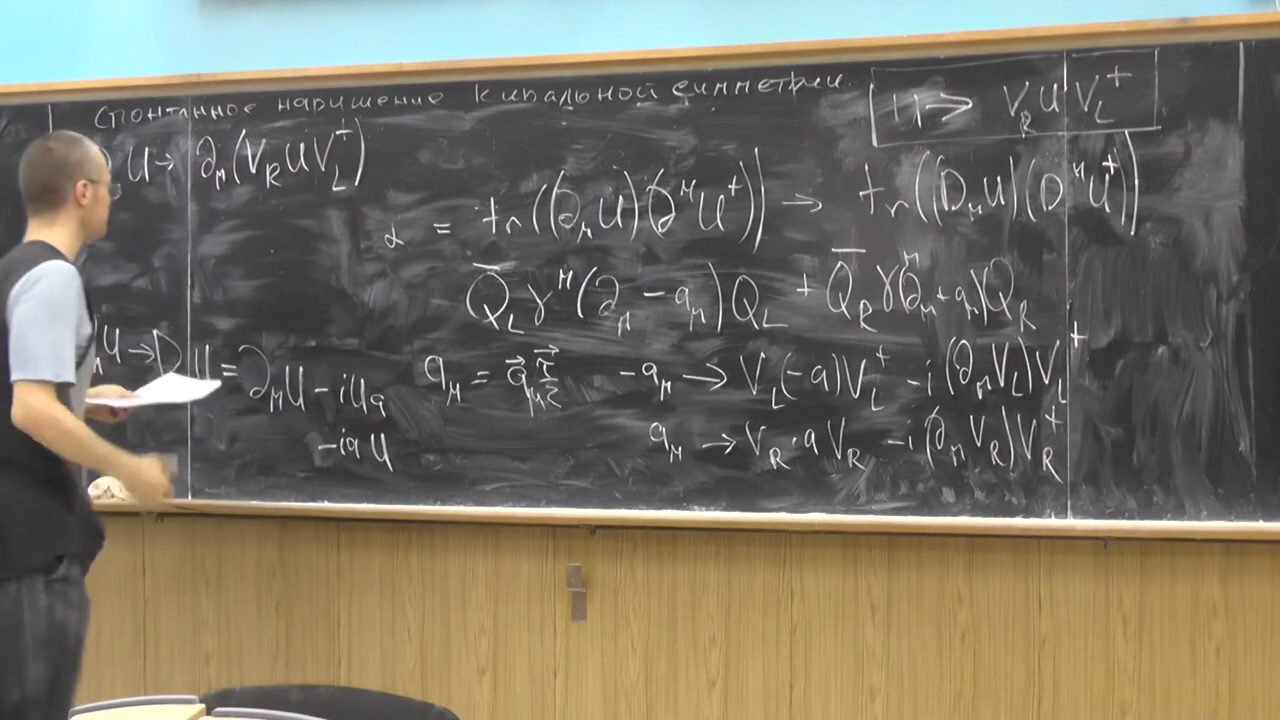 Спонтанное нарушение киральной симметрии.
U → V_R U V_L^+
U → ∂_μ(V_R U V_L^+)
𝓛 = tr((∂_μ U)(∂^μ U^+)) → tr((D_μ U)(D^μ U^+))
Q̄_L γ^μ(∂_μ - a_μ)Q_L + Q̄_R γ^μ(∂_μ + a_μ)Q_R
U → D U = ∂_μ U - iUa
-iaU
a_μ = a⃗_μ τ⃗/2
-a_μ → V_L(-a)V_L^+ - i(∂_μ V_L)V_L^+
a_μ → V_R·a V_R - i(∂_μ V_R)V_R^+